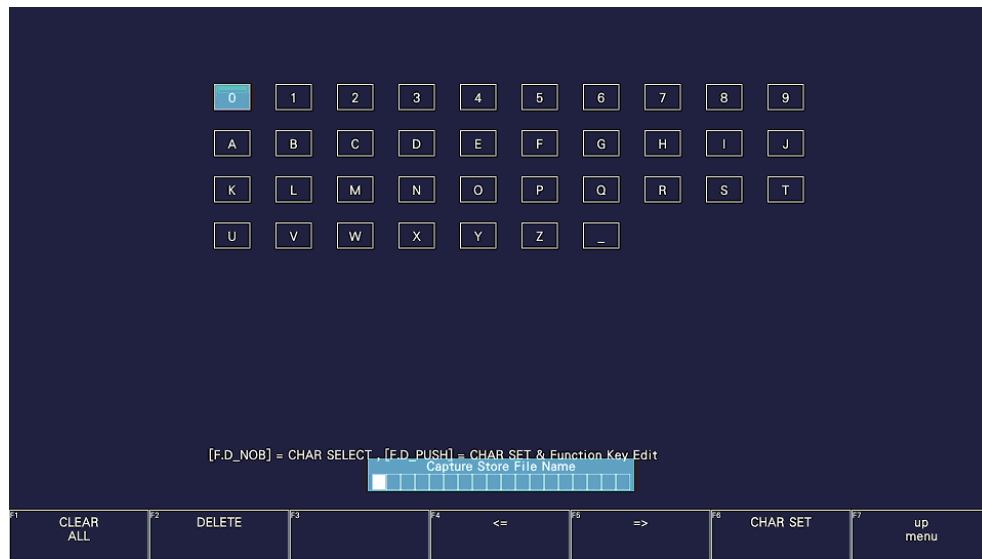 0 1 2 3 4 5 6 7 8 9
A B C D E F G H I J
K L M N O P Q R S T
U V W X Y Z _
[F.D_NOB] = CHAR SELECT , [F.D_PUSH] = CHAR SET & Function Key Edit
Capture Store File Name
F1 CLEAR ALL
F2 DELETE
F3
F4 <=
F5 =>
F6 CHAR SET
F7 up menu